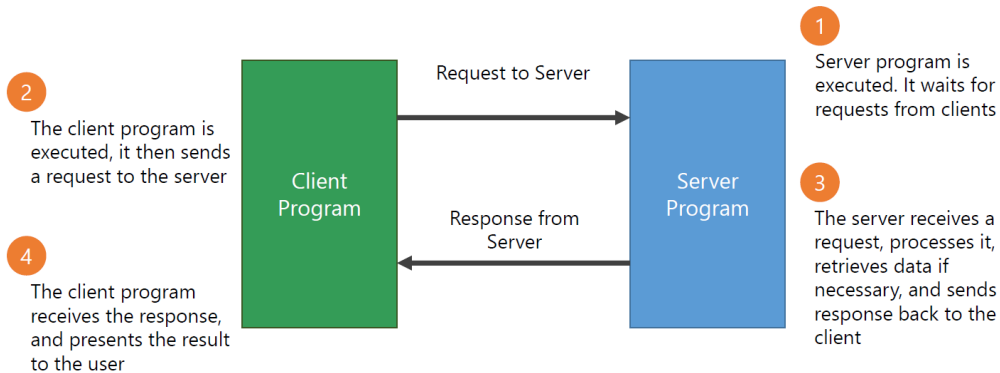 1
Server program is
executed. It waits for
requests from clients
2
The client program is
executed, it then sends
a request to the server
Request to Server
Client
Program
Server
Program
Response from
Server
3
The server receives a
request, processes it,
retrieves data if
necessary, and sends
response back to the
client
4
The client program
receives the response,
and presents the result
to the user